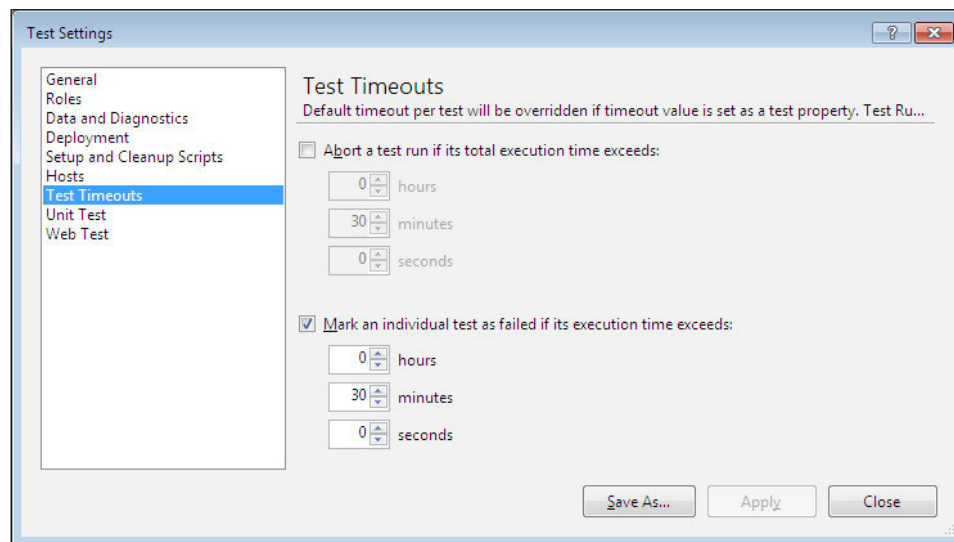 Test Settings
General
Roles
Data and Diagnostics
Deployment
Setup and Cleanup Scripts
Hosts
Test Timeouts
Unit Test
Web Test
Test Timeouts
Default timeout per test will be overridden if timeout value is set as a test property. Test Ru...
Abort a test run if its total execution time exceeds:
0 hours
30 minutes
0 seconds
Mark an individual test as failed if its execution time exceeds:
0 hours
30 minutes
0 seconds
Save As... Apply Close